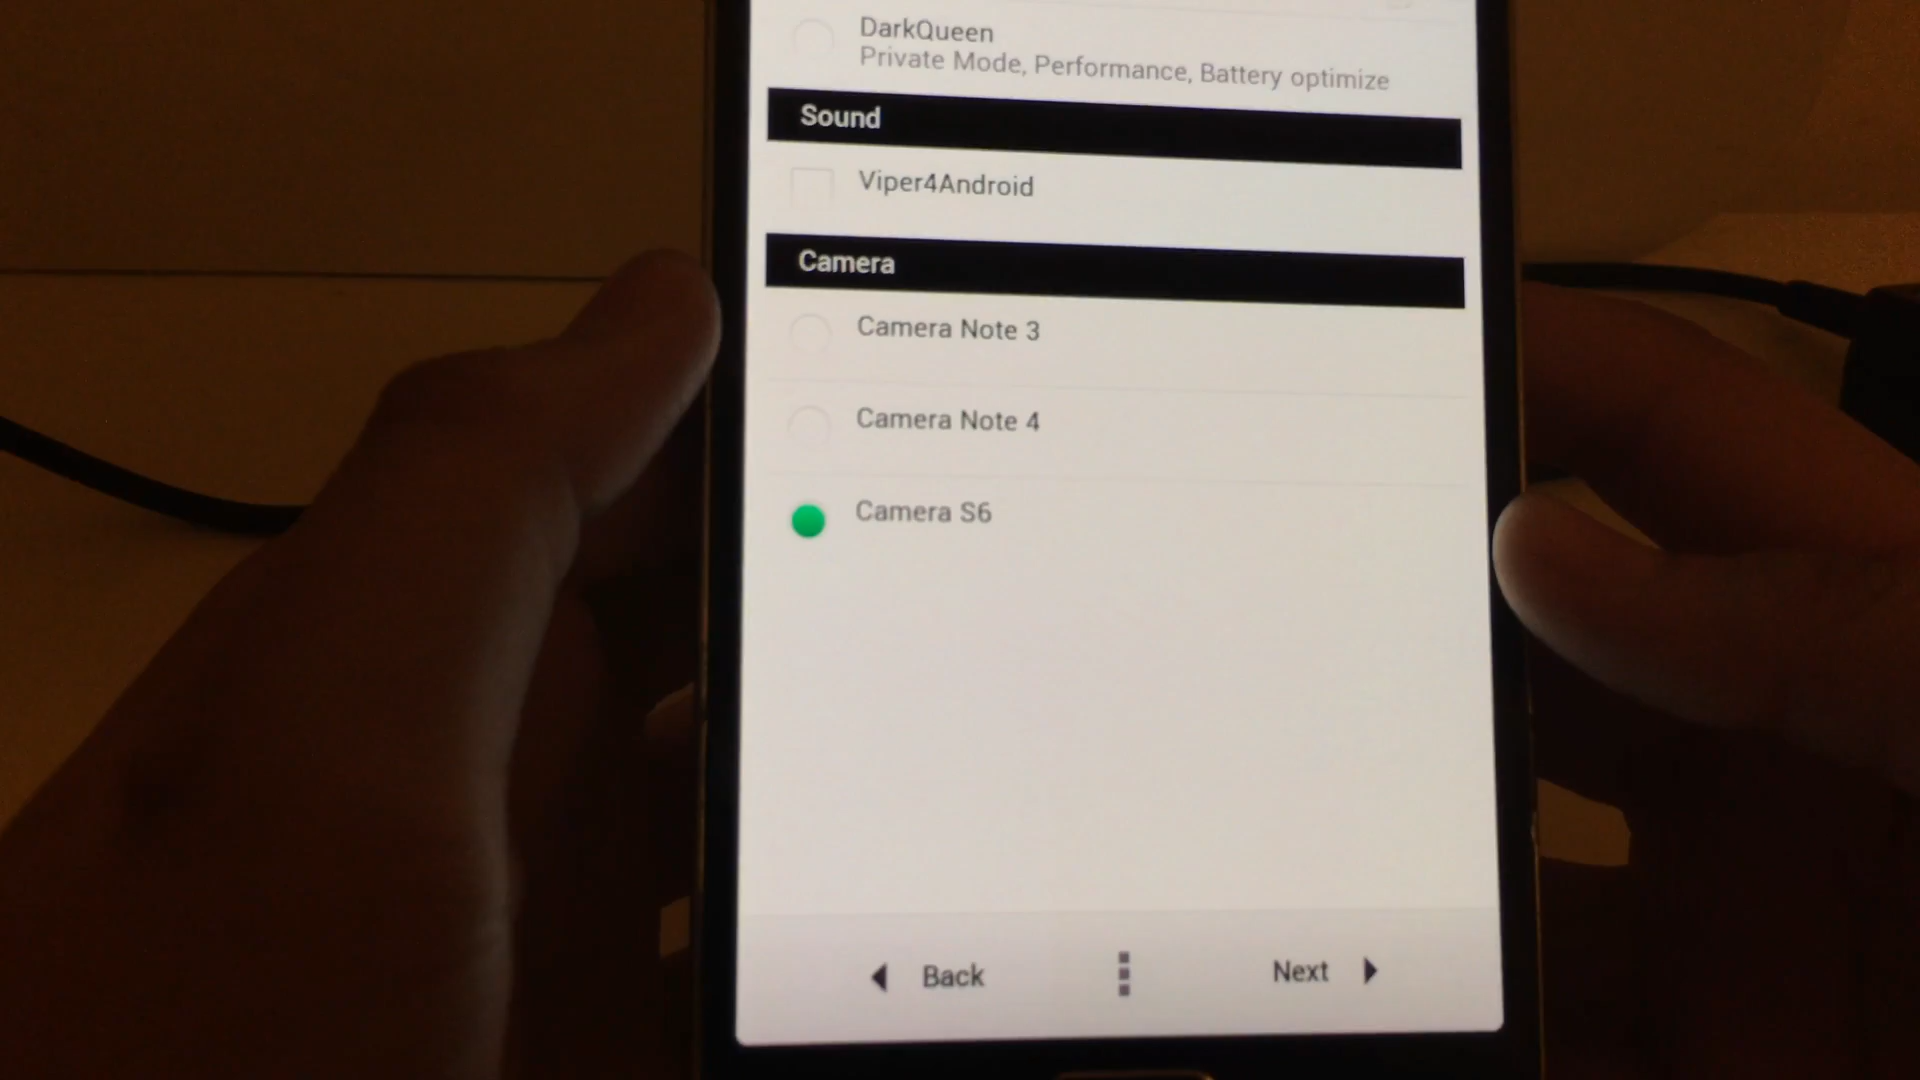 DarkQueen
Private Mode, Performance, Battery optimize
Sound
Viper4Android
Camera
Camera Note 3
Camera Note 4
Camera S6
Back
Next